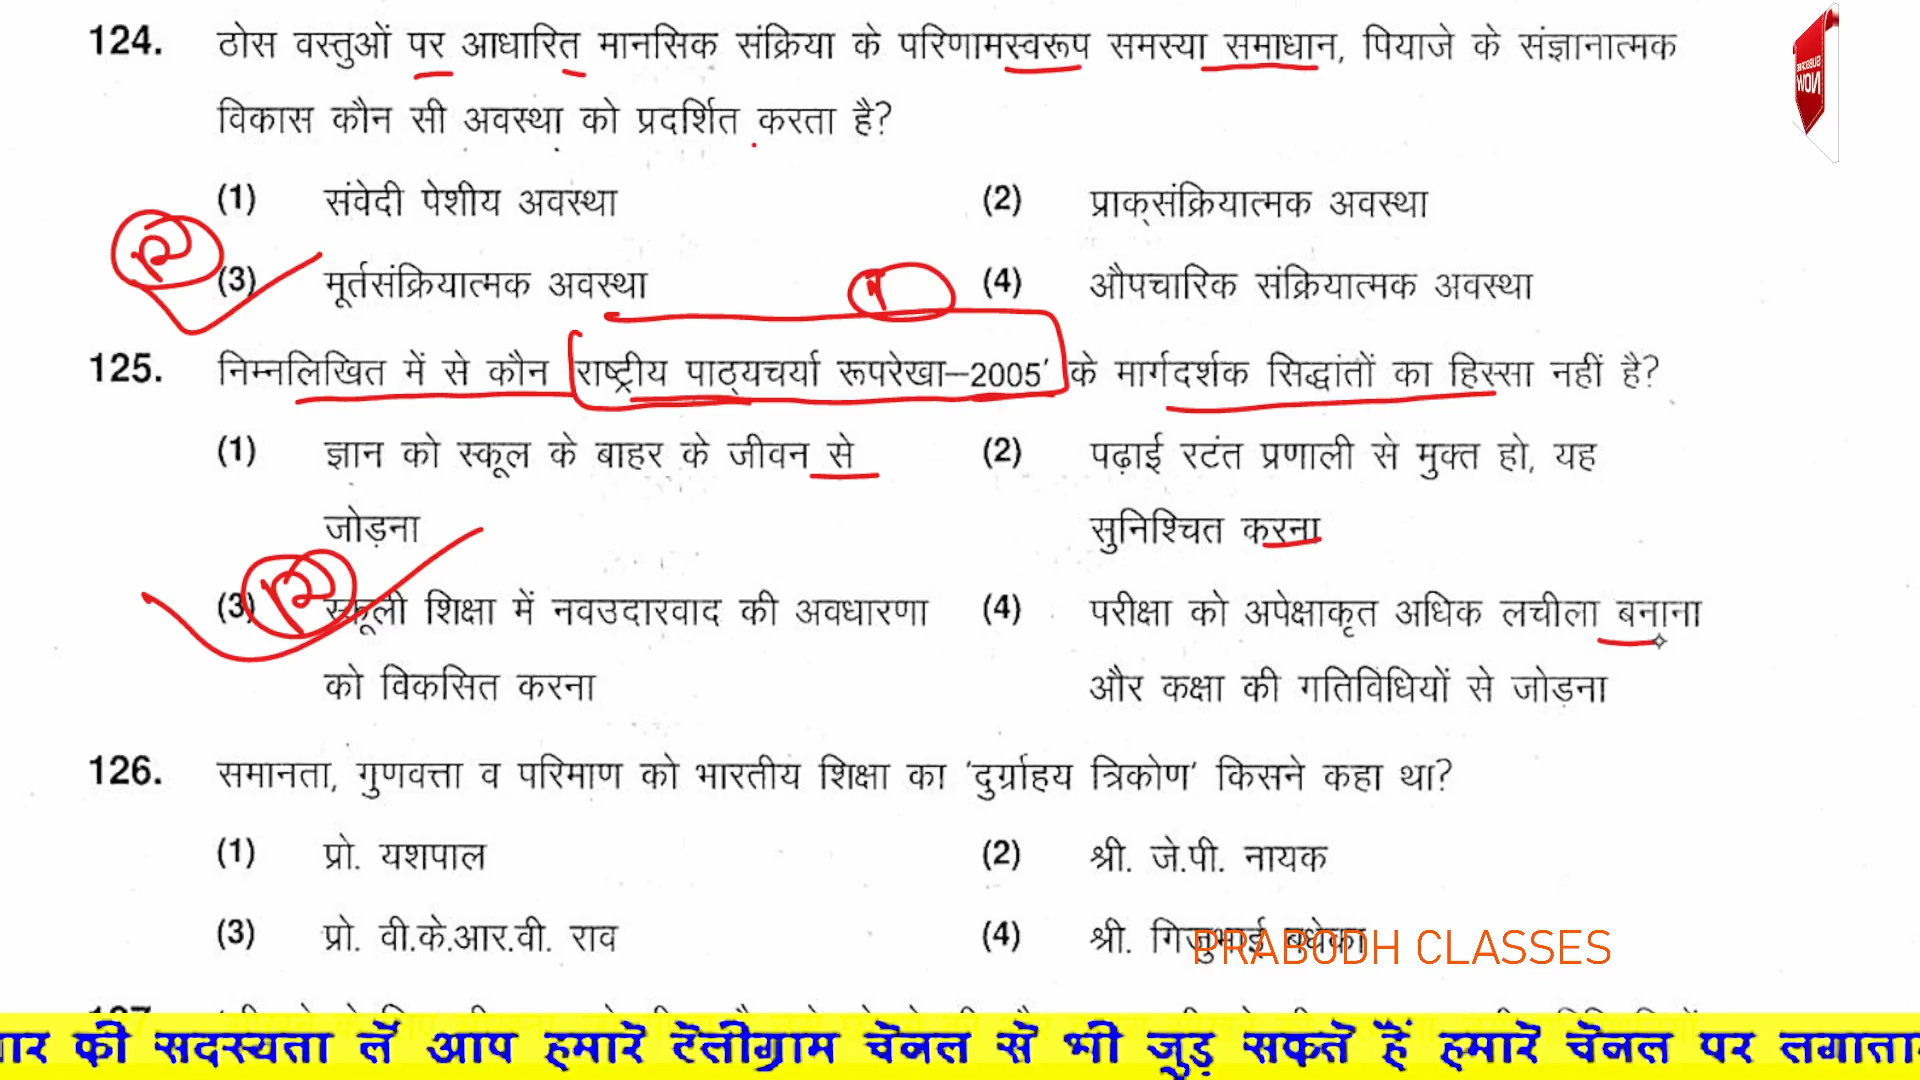 124. ठोस वस्तुओं पर आधारित मानसिक संक्रिया के परिणामस्वरूप समस्या समाधान, पियाजे के संज्ञानात्मक
विकास कौन सी अवस्था को प्रदर्शित करता है?
(1) संवेदी पेशीय अवस्था (2) प्राक्संक्रियात्मक अवस्था
(3) मूर्तसंक्रियात्मक अवस्था (4) औपचारिक संक्रियात्मक अवस्था
125. निम्नलिखित में से कौन 'राष्ट्रीय पाठ्यचर्या रूपरेखा–2005' के मार्गदर्शक सिद्धांतों का हिस्सा नहीं है?
(1) ज्ञान को स्कूल के बाहर के जीवन से (2) पढ़ाई रटंत प्रणाली से मुक्त हो, यह
जोड़ना सुनिश्चित करना
(3) स्कूली शिक्षा में नवउदारवाद की अवधारणा (4) परीक्षा को अपेक्षाकृत अधिक लचीला बनाना
को विकसित करना और कक्षा की गतिविधियों से जोड़ना
126. समानता, गुणवत्ता व परिमाण को भारतीय शिक्षा का 'दुर्ग्राहय त्रिकोण' किसने कहा था?
(1) प्रो. यशपाल (2) श्री. जे.पी. नायक
(3) प्रो. वी.के.आर.वी. राव (4) श्री. गिजुभाई बधेका
PRABODH CLASSES
की सदस्यता लें आप हमारे टेलीग्राम चैनल से भी जुड़ सकते हैं हमारे चैनल पर
SUBSCRIBE
NOW